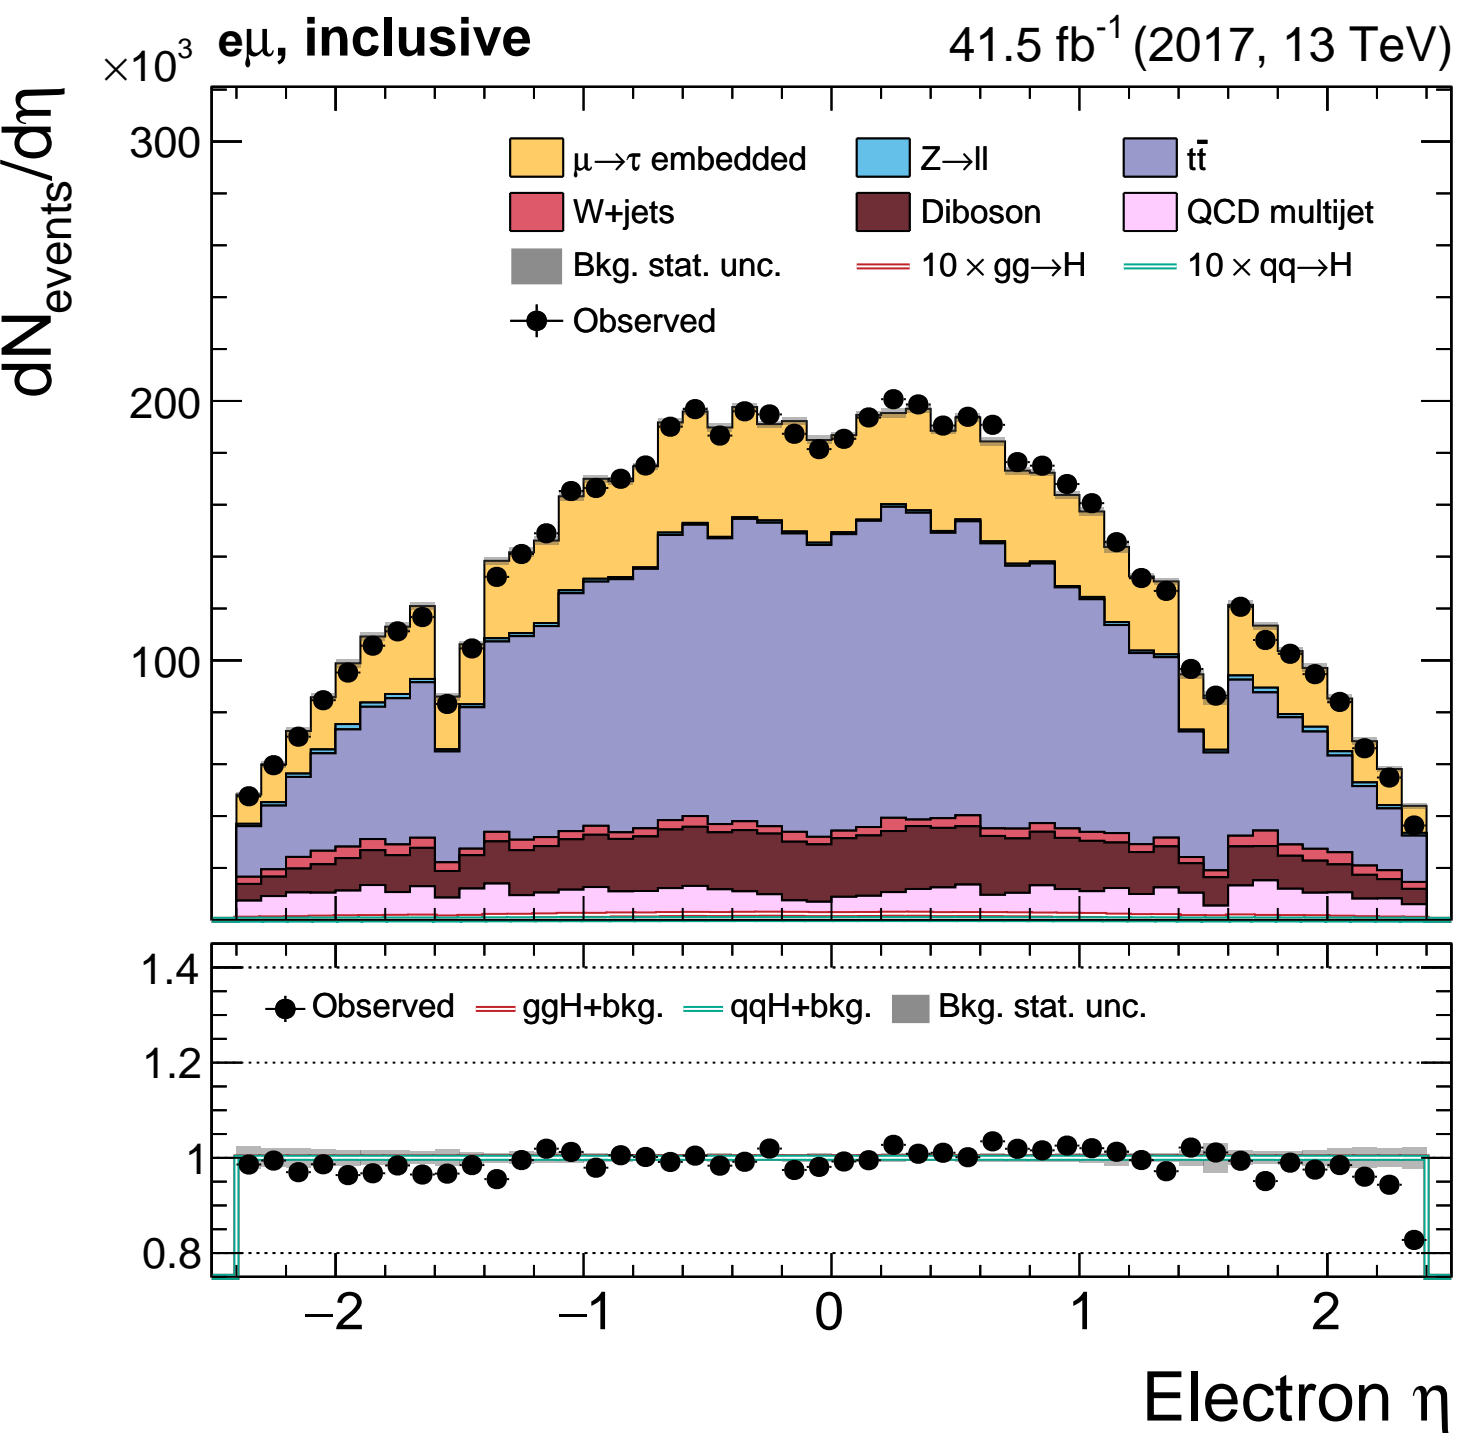 ×10³ eμ, inclusive 41.5 fb⁻¹ (2017, 13 TeV)
dN_events/dη
300
μ→τ embedded Z→ll tt̄
W+jets Diboson QCD multijet
Bkg. stat. unc. 10 × gg→H 10 × qq→H
Observed
200
100
1.4
Observed ggH+bkg. qqH+bkg. Bkg. stat. unc.
1.2
1
0.8
−2 −1 0 1 2
Electron η